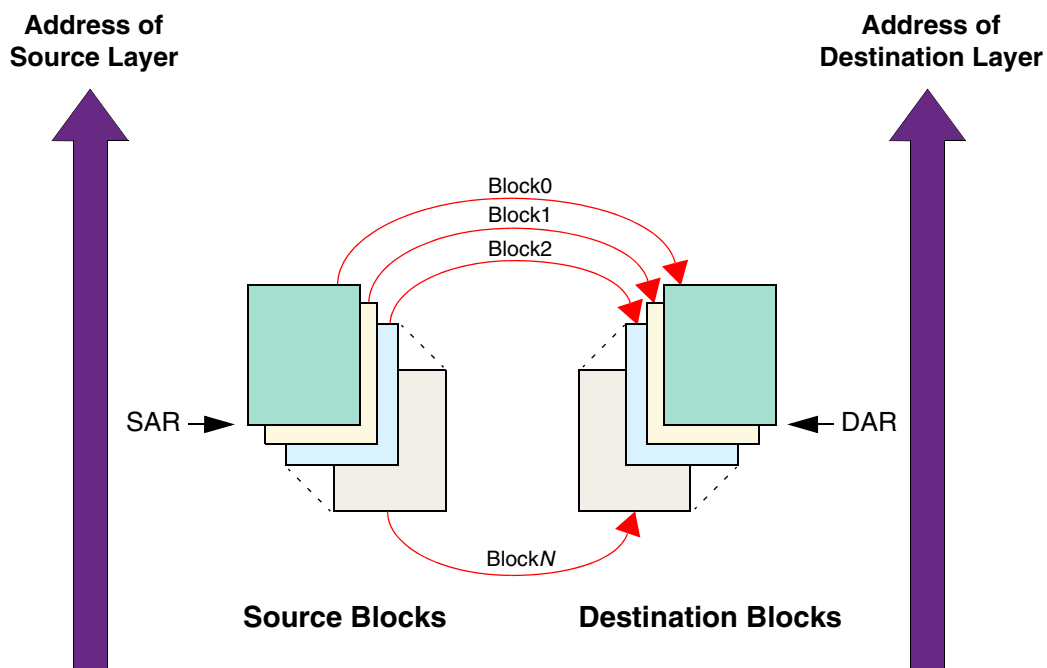 Address of
Source Layer
Address of
Destination Layer
Block0
Block1
Block2
SAR
DAR
BlockN
Source Blocks
Destination Blocks